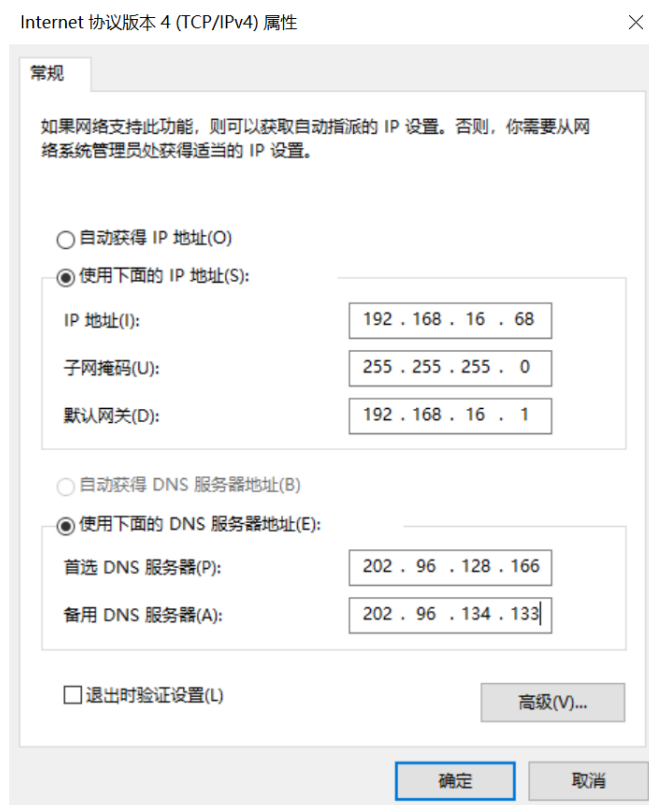 Internet 协议版本 4 (TCP/IPv4) 属性
常规
如果网络支持此功能，则可以获取自动指派的 IP 设置。否则，你需要从网
络系统管理员处获得适当的 IP 设置。
自动获得 IP 地址(O)
使用下面的 IP 地址(S):
IP 地址(I): 192 . 168 . 16 . 68
子网掩码(U): 255 . 255 . 255 . 0
默认网关(D): 192 . 168 . 16 . 1
自动获得 DNS 服务器地址(B)
使用下面的 DNS 服务器地址(E):
首选 DNS 服务器(P): 202 . 96 . 128 . 166
备用 DNS 服务器(A): 202 . 96 . 134 . 133
退出时验证设置(L)
高级(V)...
确定 取消